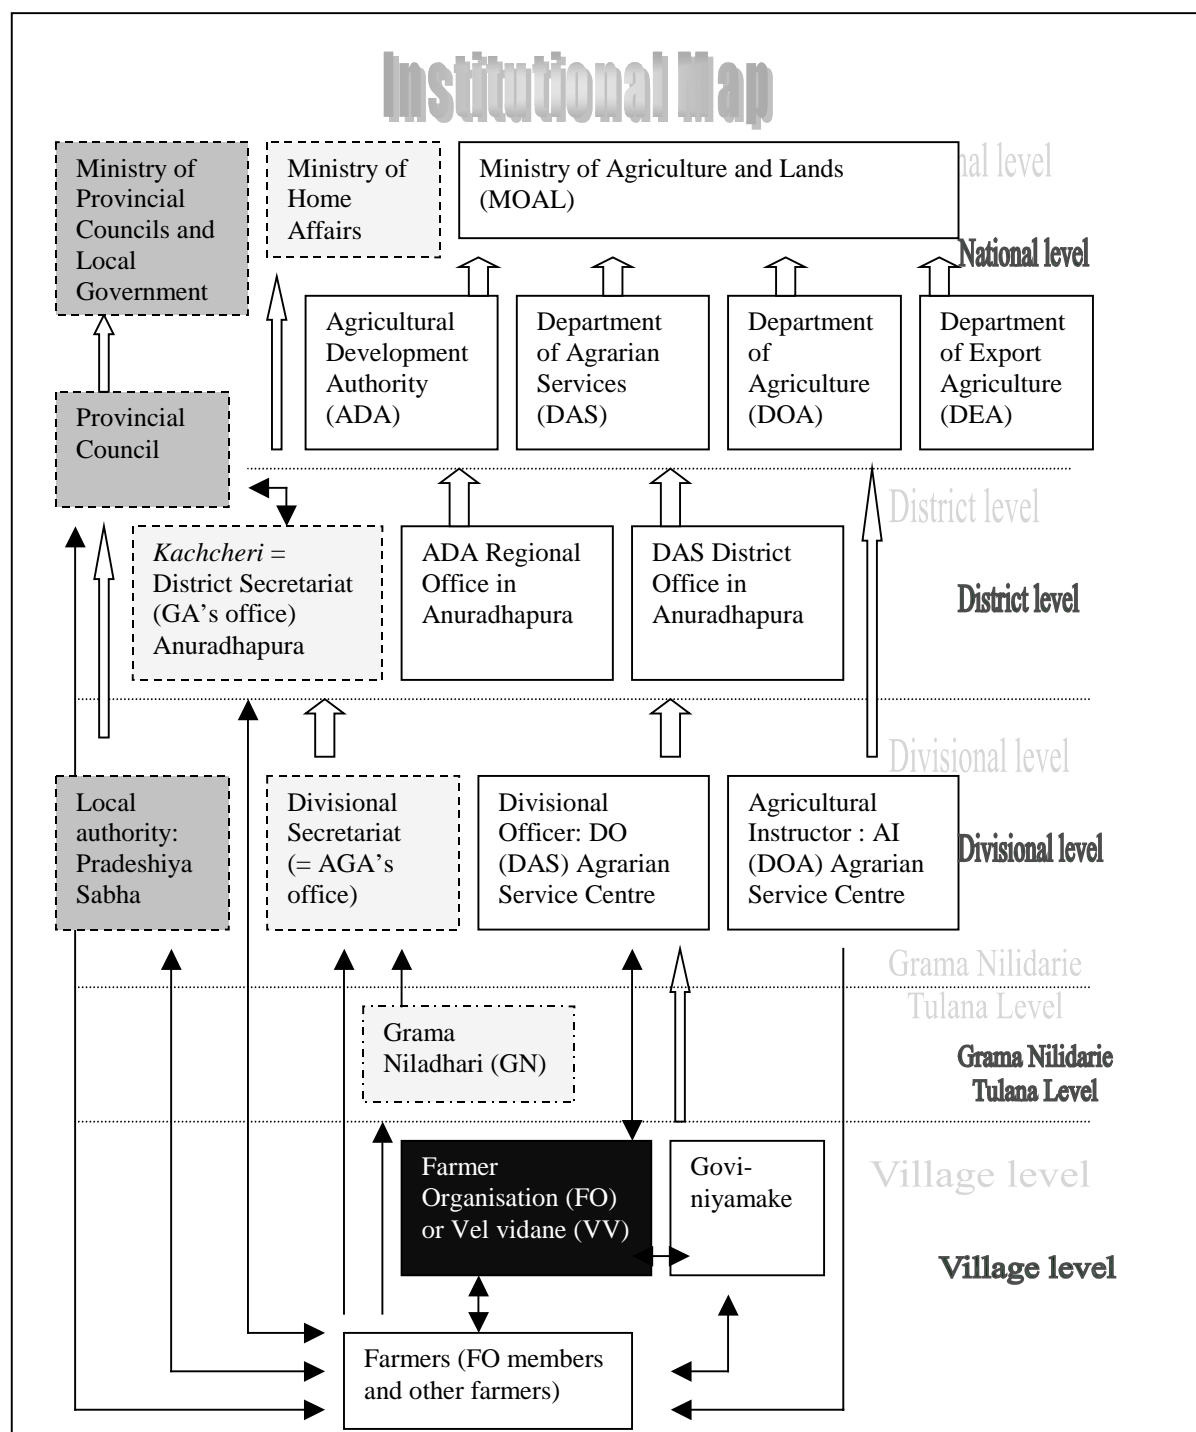 Institutional Map
Ministry of
Provincial
Councils and
Local
Government
Ministry of
Home
Affairs
Ministry of Agriculture and Lands
(MOAL)
nal level
National level
Agricultural
Development
Authority
(ADA)
Department
of Agrarian
Services
(DAS)
Department
of
Agriculture
(DOA)
Department
of Export
Agriculture
(DEA)
Provincial
Council
District level
Kachcheri =
District Secretariat
(GA’s office)
Anuradhapura
ADA Regional
Office in
Anuradhapura
DAS District
Office in
Anuradhapura
District level
Divisional level
Local
authority:
Pradeshiya
Sabha
Divisional
Secretariat
(= AGA’s
office)
Divisional
Officer: DO
(DAS) Agrarian
Service Centre
Agricultural
Instructor : AI
(DOA) Agrarian
Service Centre
Divisional level
Grama Nilidarie
Tulana Level
Grama
Niladhari (GN)
Grama Nilidarie
Tulana Level
Farmer
Organisation (FO)
or Vel vidane (VV)
Govi-
niyamake
Village level
Village level
Farmers (FO members
and other farmers)